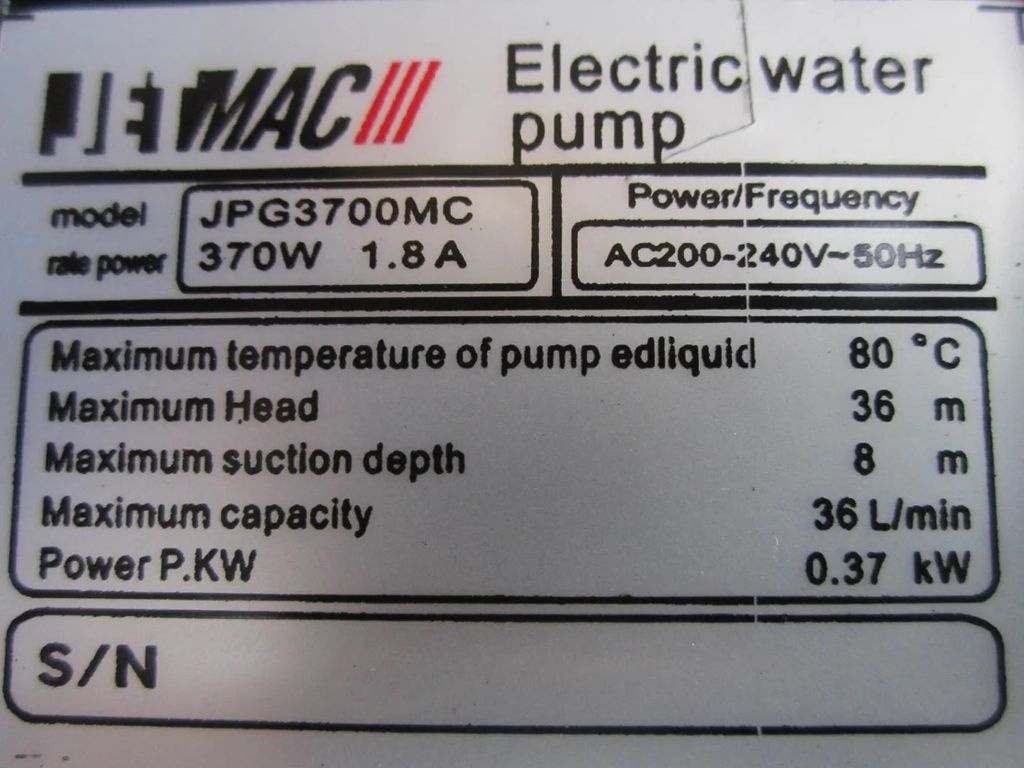 JETMAC
Electric water
pump
model JPG3700MC
rate power 370W 1.8A
Power/Frequency
AC200-240V~50Hz
Maximum temperature of pump edliquid 80 °C
Maximum Head 36 m
Maximum suction depth 8 m
Maximum capacity 36 L/min
Power P.KW 0.37 kW
S/N